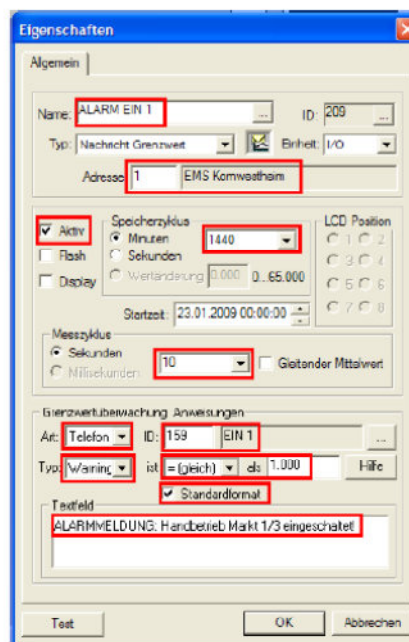 Eigenschaften
Algemein
Name: ALARM EIN 1 ... ID: 209 ...
Typ: Nachricht Grenzwert Einheit: I/O
Adresse 1 EMS Kornwestheim
Aktiv
Flash
Display
Speicherzyklus
Minuten 1440
Sekunden
Wertänderung 0.000 0...65.000
LCD Position
1 2
3 4
5 6
7 8
Startzeit: 23.01.2009 00:00:00
Messzyklus
Sekunden 10
Millisekunden
Gleitender Mittelwert
Grenzwertüberwachung Anweisungen
Art: Telefon ID: 159 EIN 1 ...
Typ: Warning ist = (gleich) als 1.000 Hilfe
Standardformat
Textfeld
ALARMMELDUNG: Handbetrieb Markt 1/3 eingeschaltet!
Test OK Abbrechen